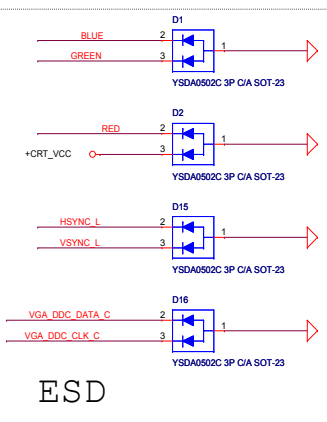 D1
BLUE 2
1
GREEN 3
YSDA0502C 3P C/A SOT-23
D2
RED 2
1
+CRT_VCC 3
YSDA0502C 3P C/A SOT-23
D15
HSYNC_L 2
1
VSYNC_L 3
YSDA0502C 3P C/A SOT-23
D16
VGA_DDC_DATA_C 2
1
VGA_DDC_CLK_C 3
YSDA0502C 3P C/A SOT-23
ESD